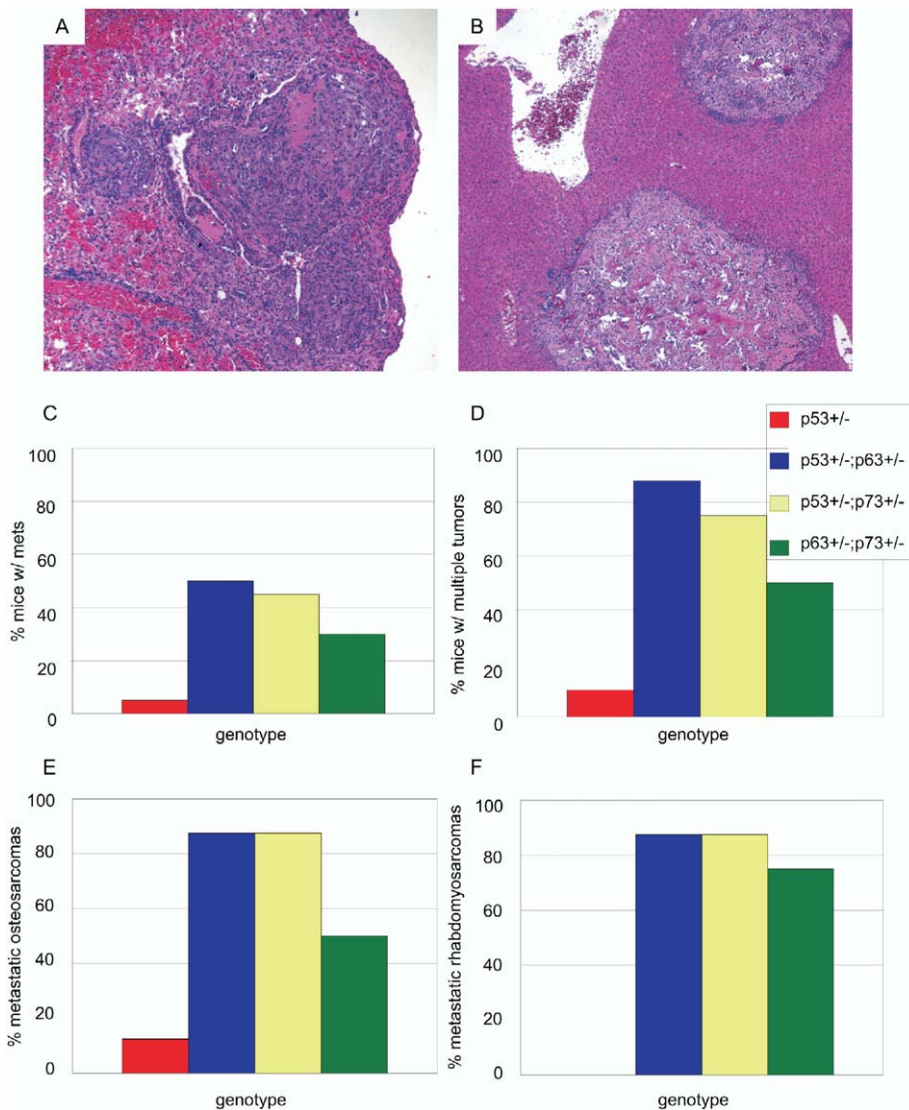 A
B
C
100
80
60
40
20
0
% mice w/ mets
genotype
D
100
80
60
40
20
0
% mice w/ multiple tumors
genotype
p53+/-
p53+/-;p63+/-
p53+/-;p73+/-
p63+/-;p73+/-
E
100
80
60
40
20
0
% metastatic osteosarcomas
genotype
F
100
80
60
40
20
0
% metastatic rhabdomyosarcomas
genotype